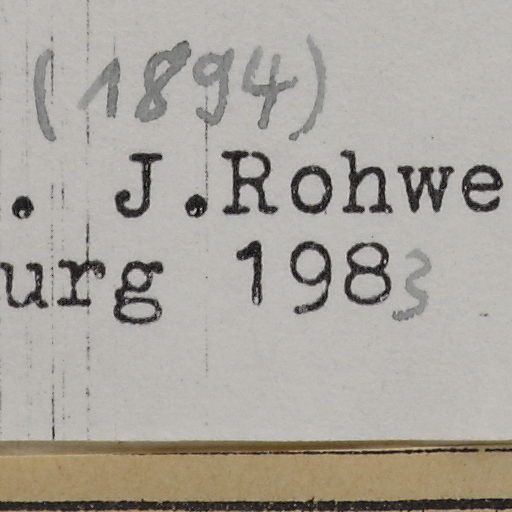 (1894)
. J.Rohwe
urg 1983